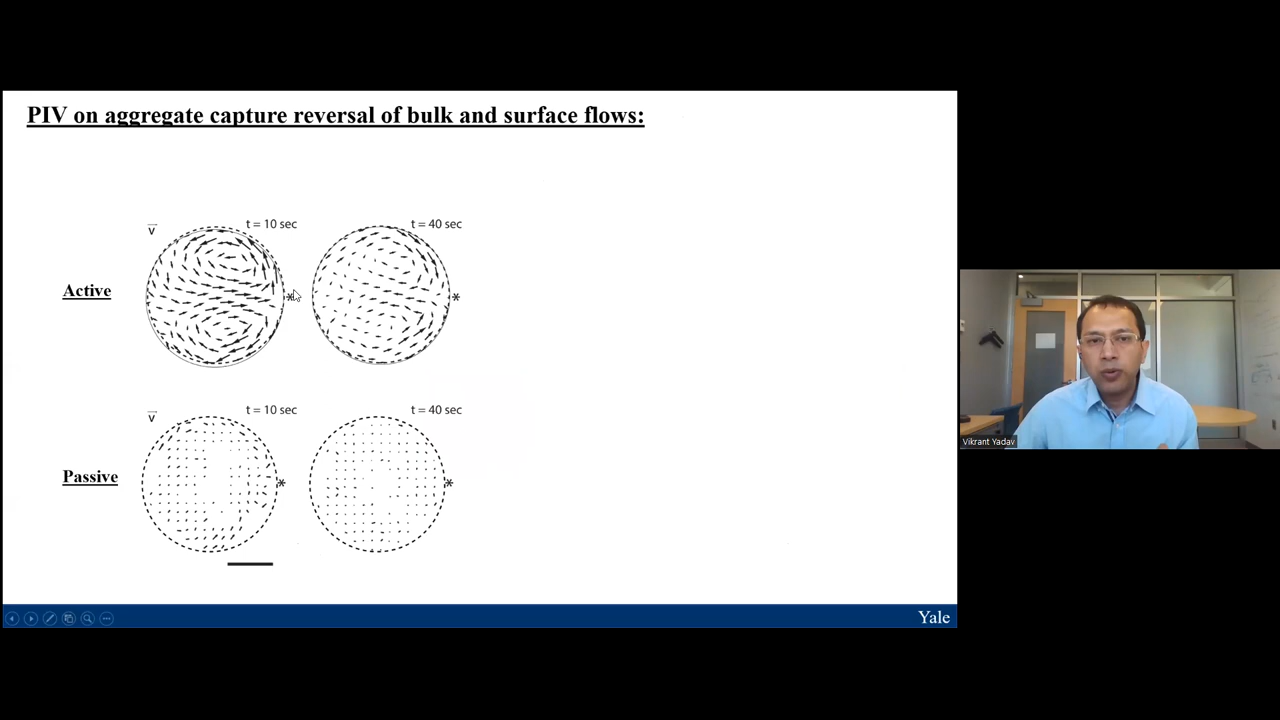 PIV on aggregate capture reversal of bulk and surface flows:
v t = 10 sec t = 40 sec
Active * *
v t = 10 sec t = 40 sec
Passive * *
Vikrant Yadav
Yale